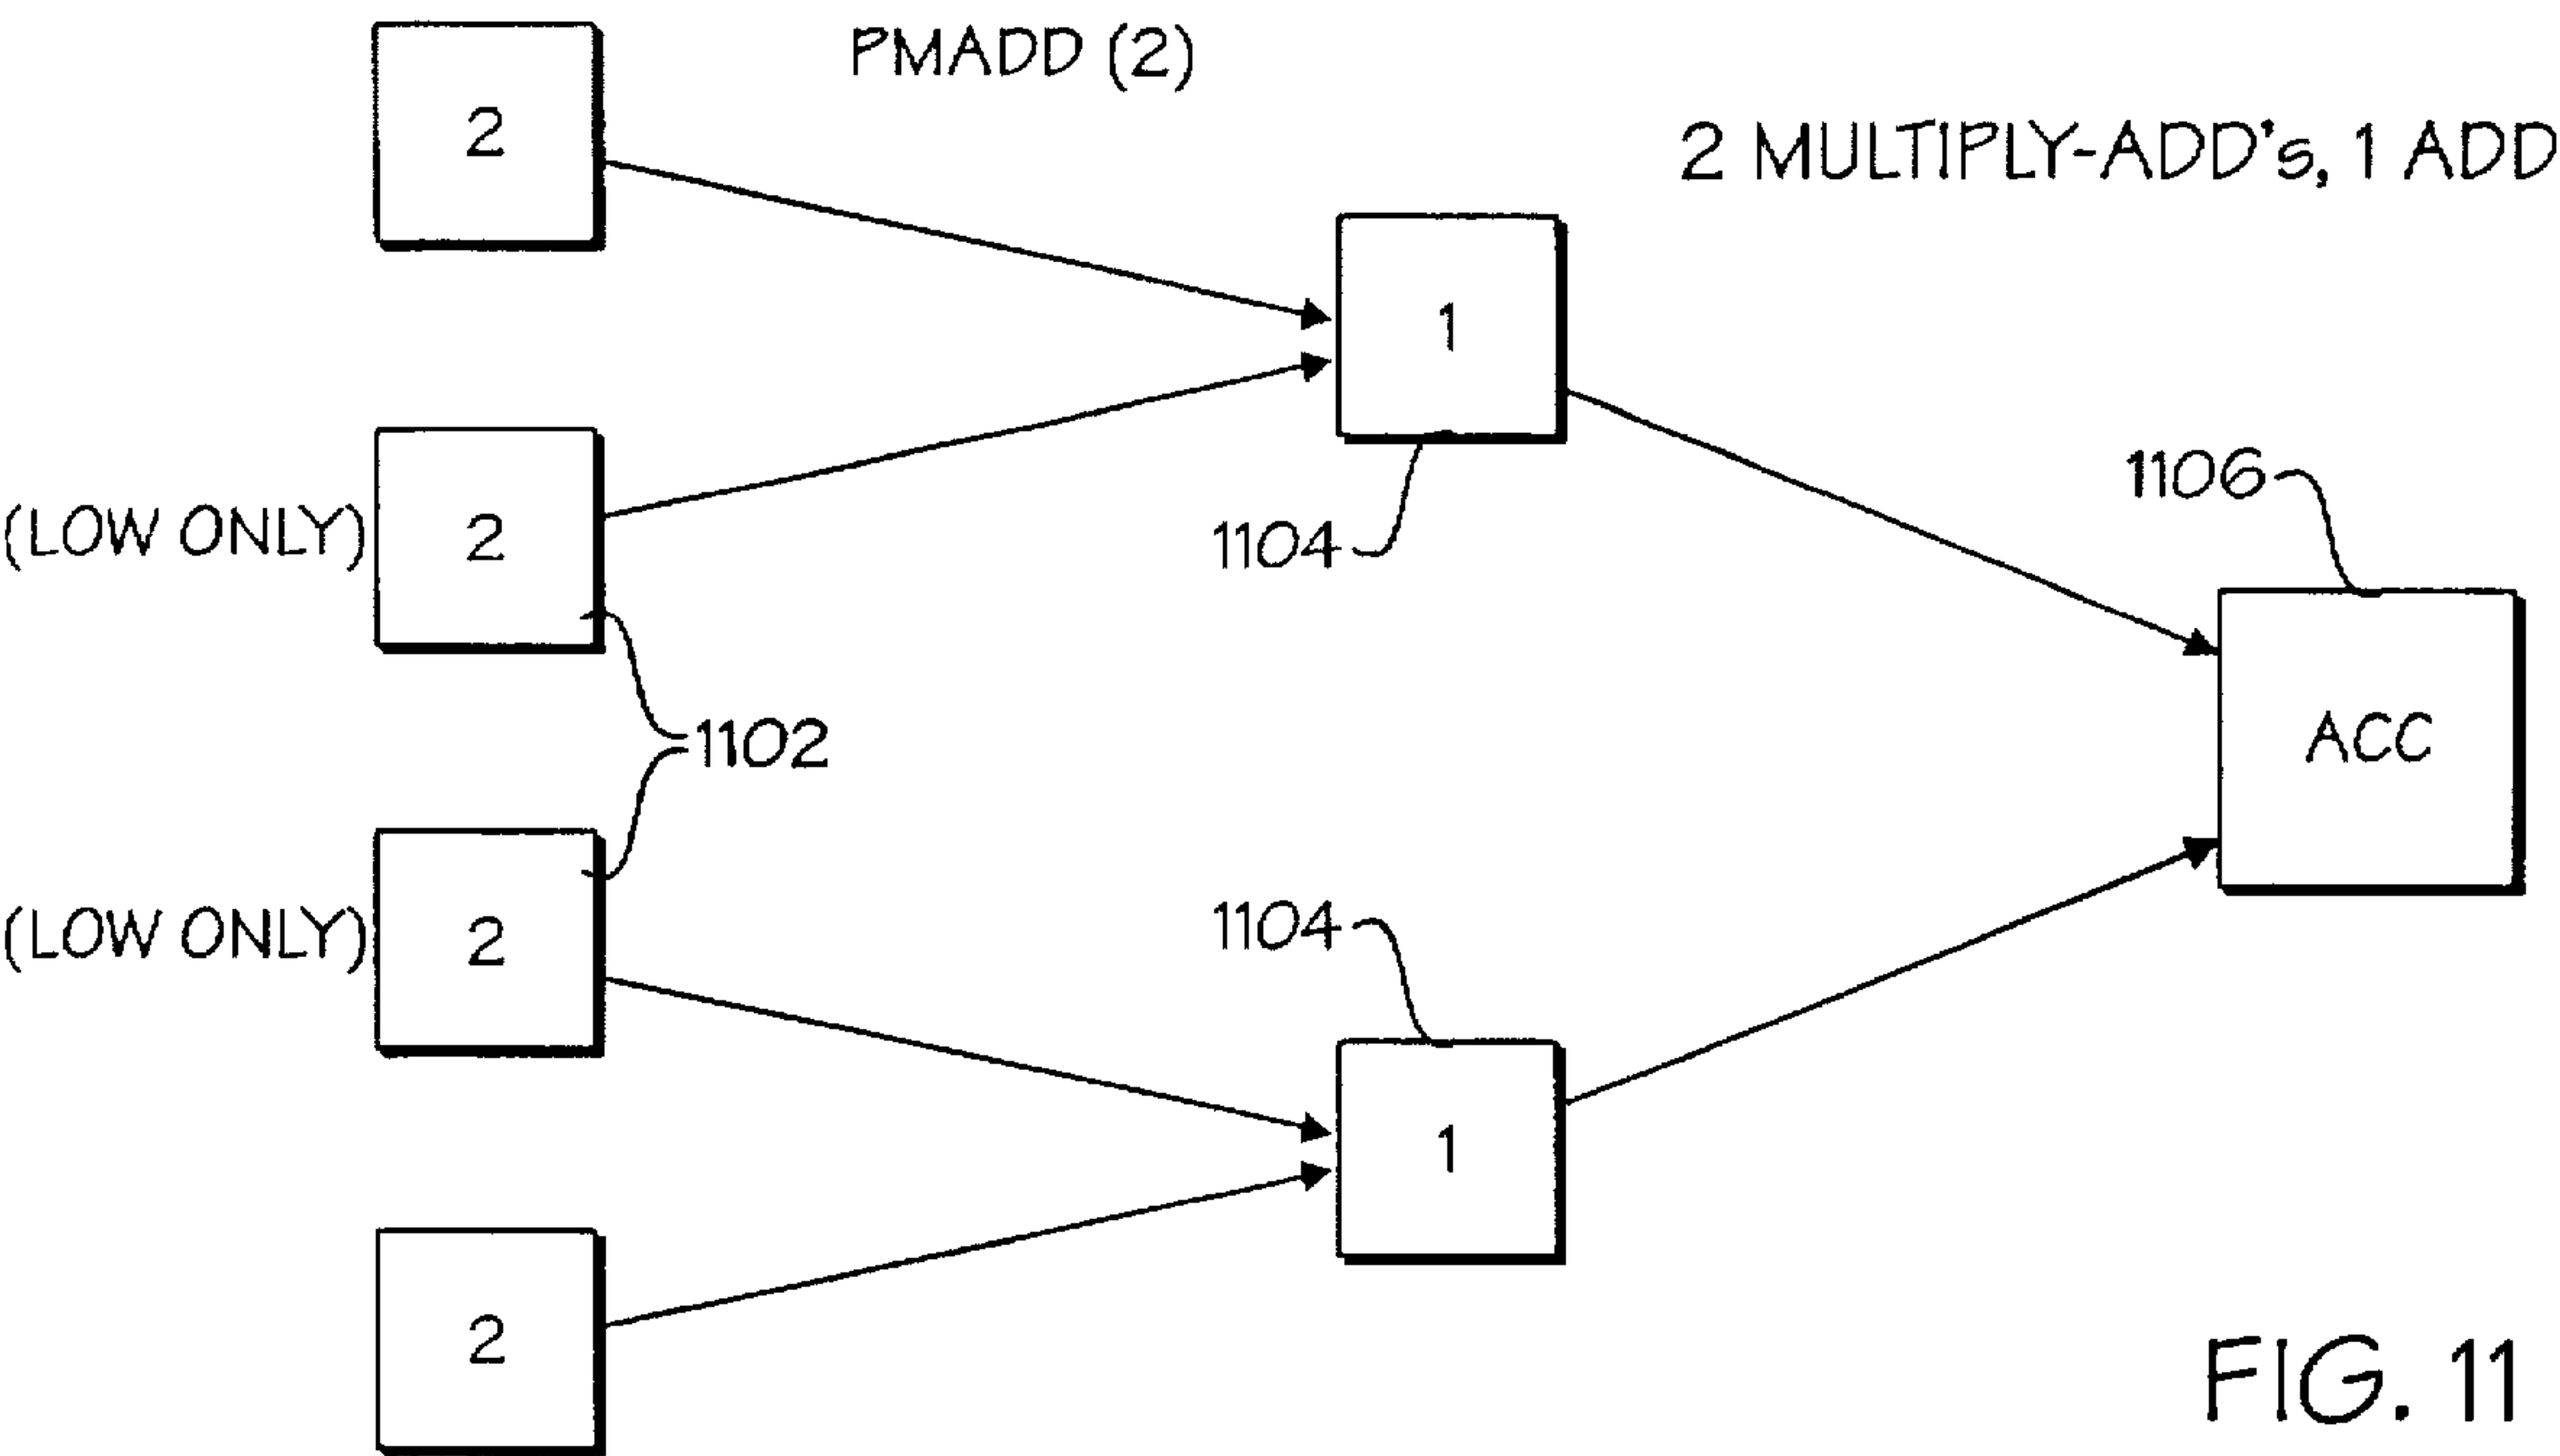 PMADD (2)
2
2 MULTIPLY-ADD's, 1 ADD
1
1106
(LOW ONLY)
2
1104
1102
ACC
(LOW ONLY)
2
1104
1
2
FIG. 11